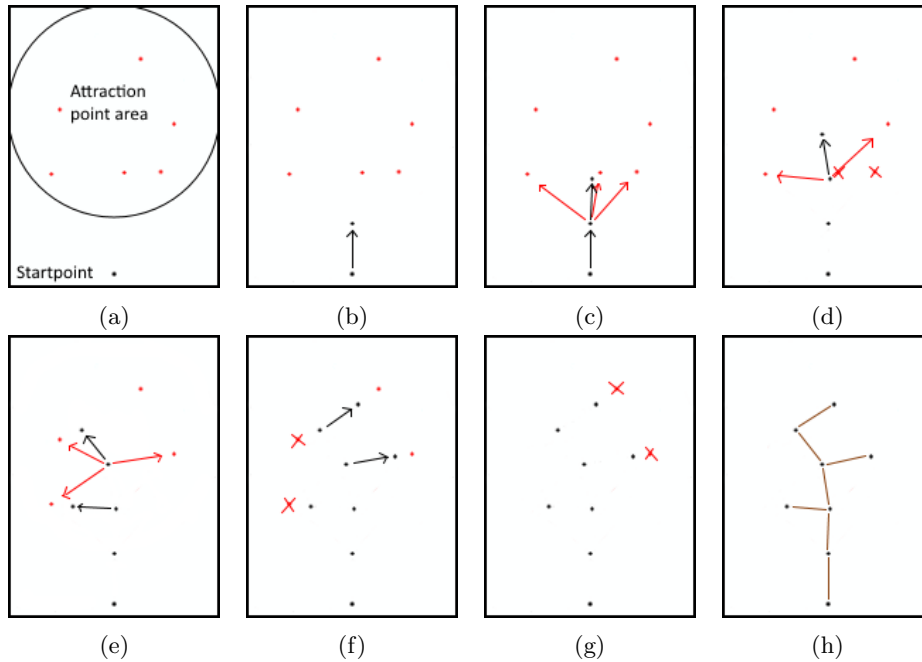 Attraction
point area
Startpoint
(a)
(b)
(c)
(d)
(e)
(f)
(g)
(h)